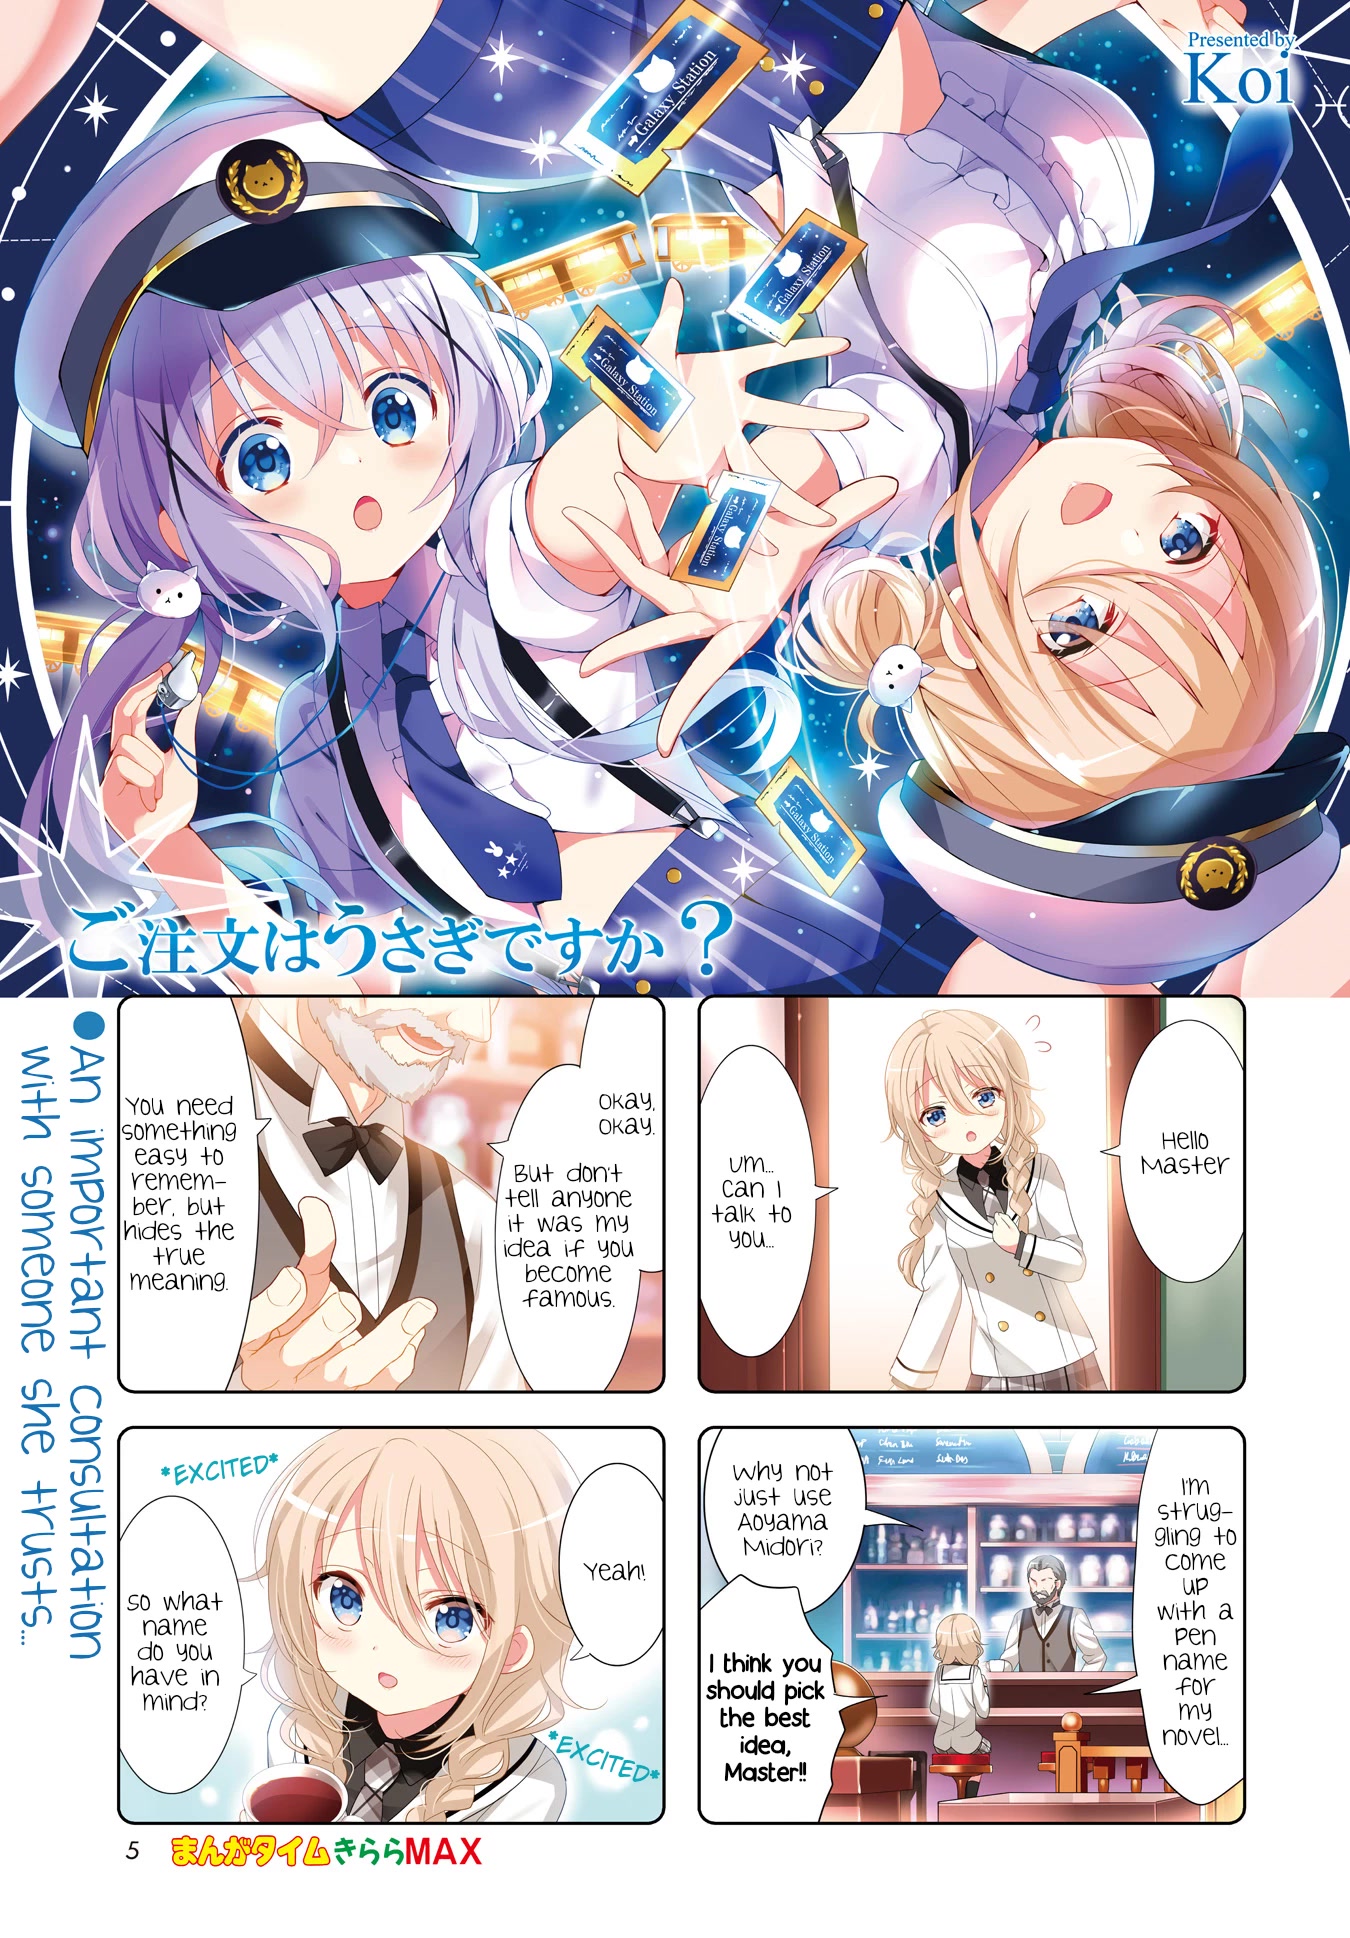 Presented by
Koi
Galaxy Station
Galaxy Station
Galaxy Station
Galaxy Station
Galaxy Station
ご注文はうさぎですか？
●An important consultation
with someone she trusts...
Hello
Master
um...
Can I
talk to
you...
I'm
strug-
gling to
come
up
with a
pen
name
for
my
novel...
Why not
just use
Aoyama
Midori?
I think you
should pick
the best
idea,
Master!!
Okay,
okay.
But don't
tell anyone
it was my
idea if you
become
famous.
You need
something
easy to
remem-
ber, but
hides the
true
meaning.
*EXCITED*
Yeah!
So what
name
do you
have in
mind?
*EXCITED*
5
まんがタイムきららMAX